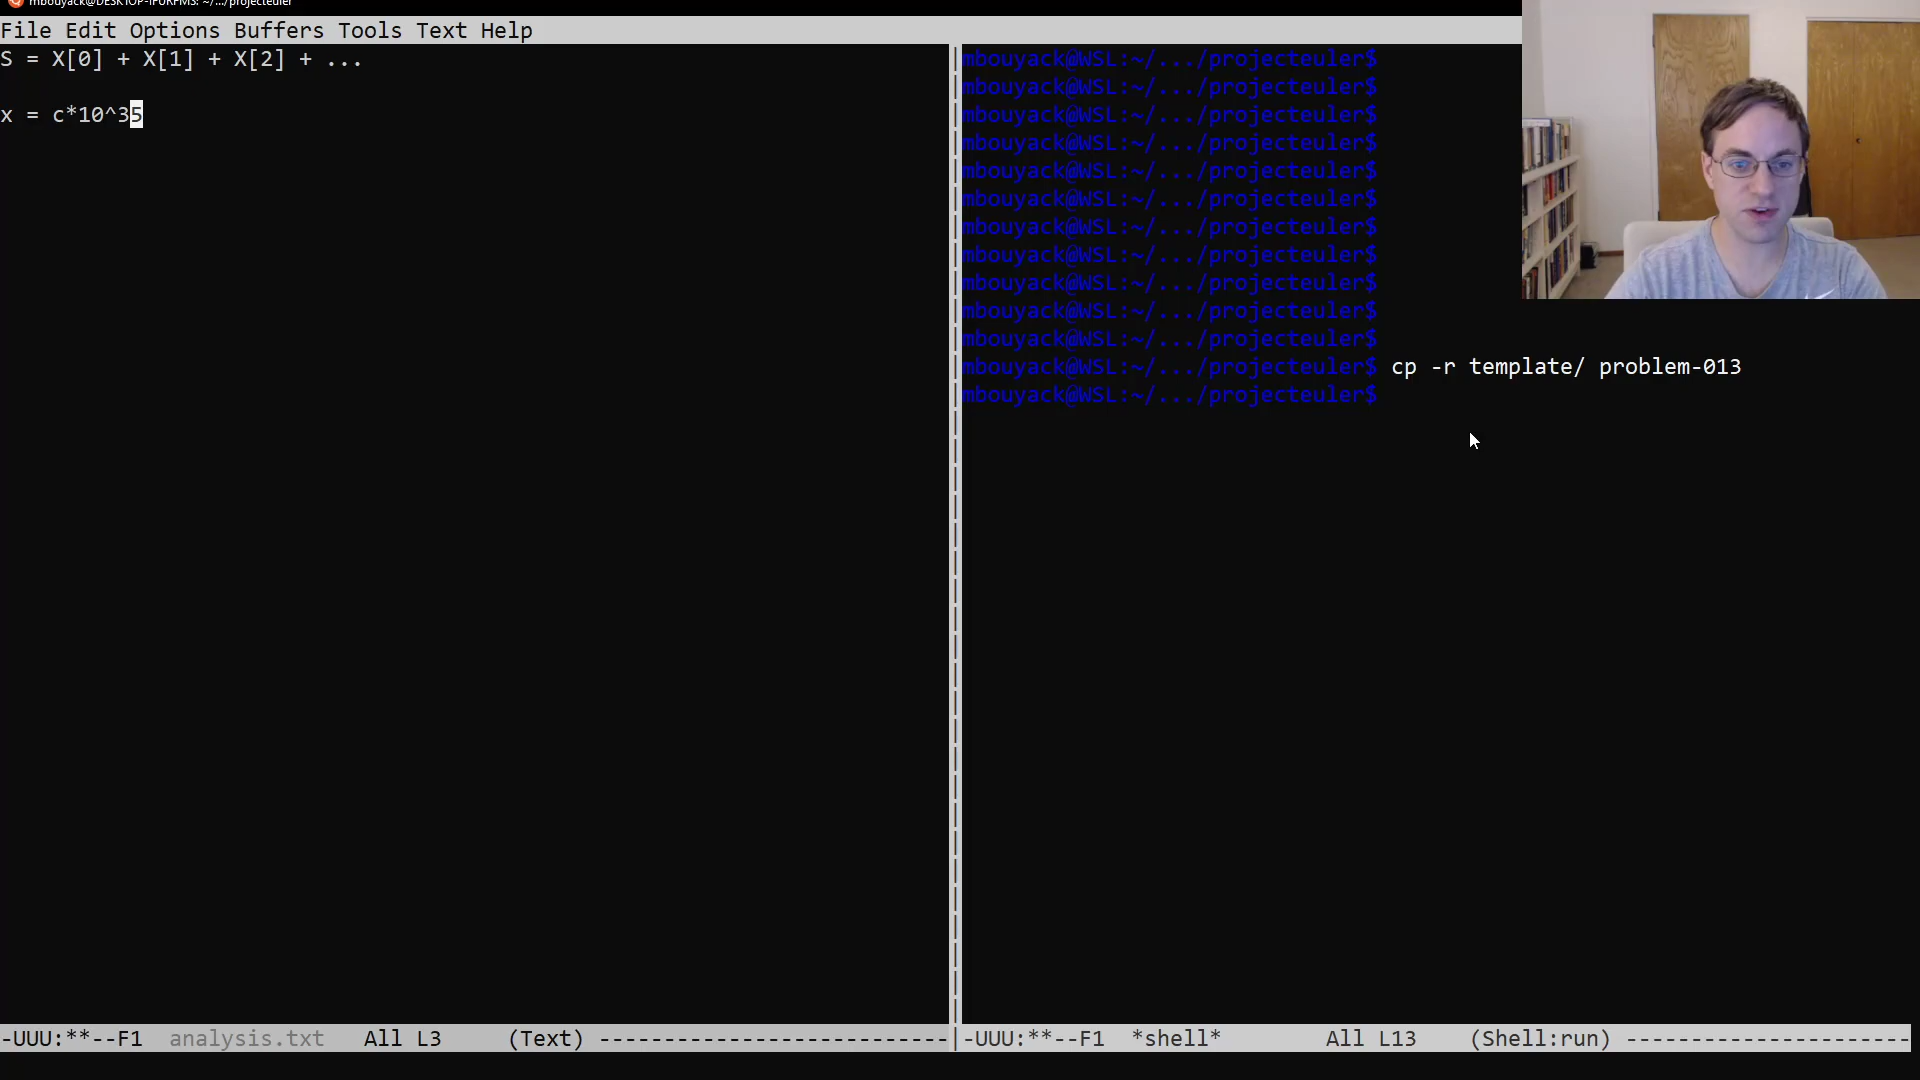 mbouyack@DESKTOP-IFURFMS: ~/.../projecteuler
File Edit Options Buffers Tools Text Help
S = X[0] + X[1] + X[2] + ...
x = c*10^35
-UUU:**--F1 analysis.txt All L3 (Text) ---------------------------
mbouyack@WSL:~/.../projecteuler$
mbouyack@WSL:~/.../projecteuler$
mbouyack@WSL:~/.../projecteuler$
mbouyack@WSL:~/.../projecteuler$
mbouyack@WSL:~/.../projecteuler$
mbouyack@WSL:~/.../projecteuler$
mbouyack@WSL:~/.../projecteuler$
mbouyack@WSL:~/.../projecteuler$
mbouyack@WSL:~/.../projecteuler$
mbouyack@WSL:~/.../projecteuler$
mbouyack@WSL:~/.../projecteuler$
mbouyack@WSL:~/.../projecteuler$ cp -r template/ problem-013
mbouyack@WSL:~/.../projecteuler$
-UUU:**--F1 *shell* All L13 (Shell:run) ----------------------